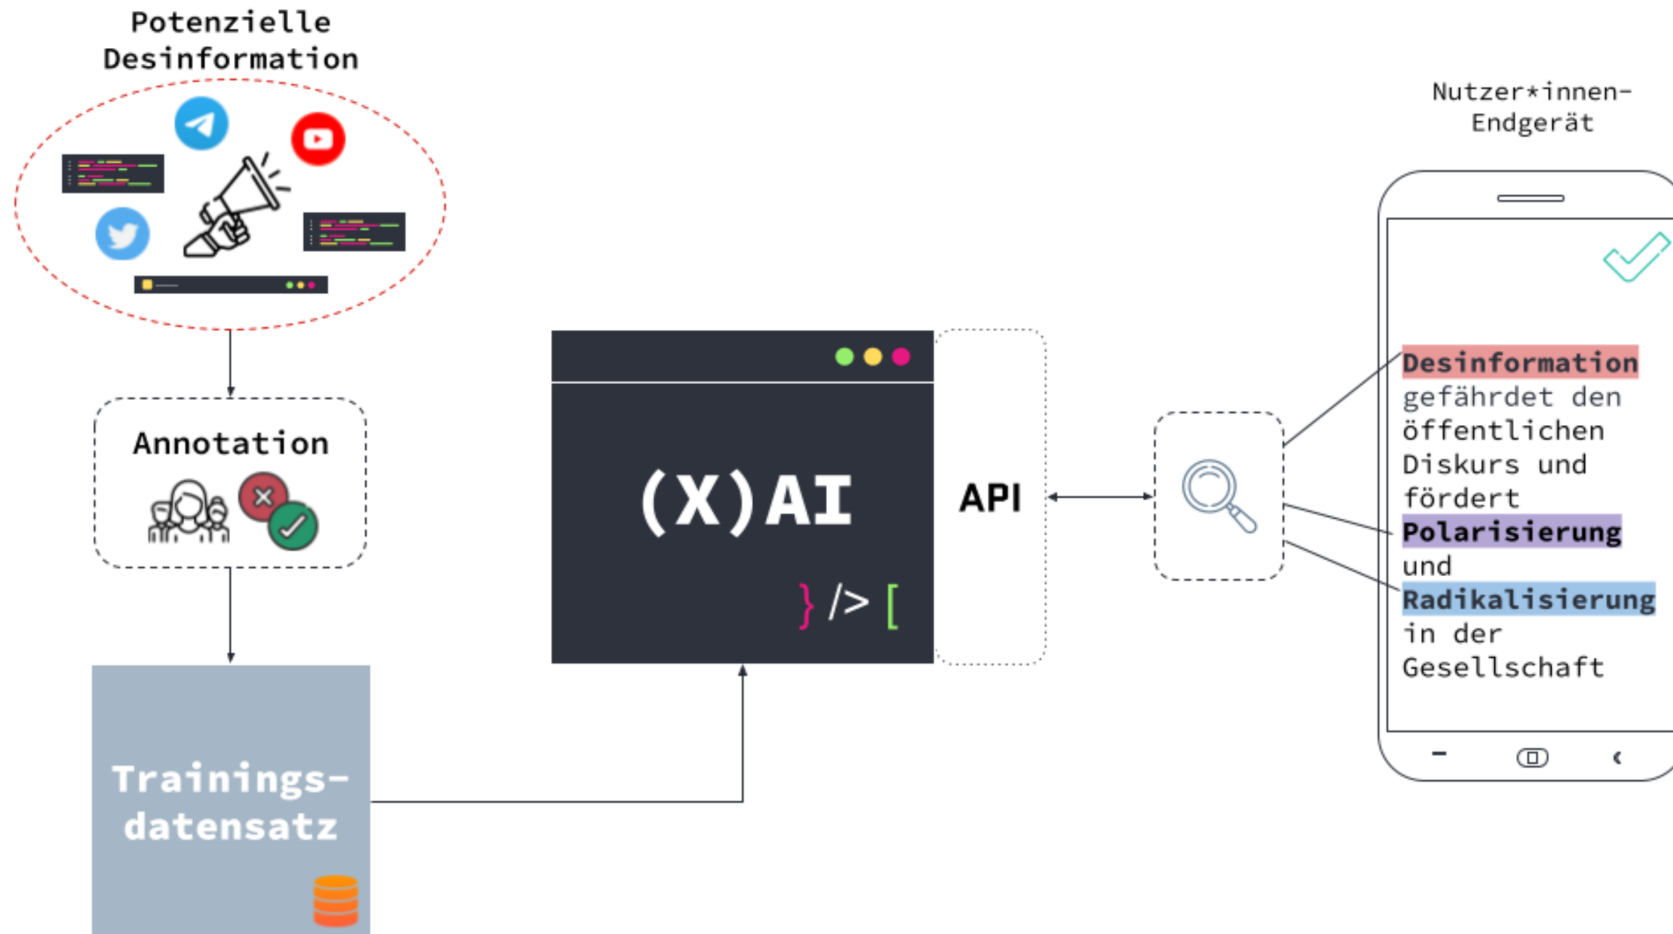 Potenzielle
Desinformation
Annotation
Trainings-
datensatz
(X)AI
} /> [
API
Nutzer*innen-
Endgerät
Desinformation
gefährdet den
öffentlichen
Diskurs und
fördert
Polarisierung
und
Radikalisierung
in der
Gesellschaft